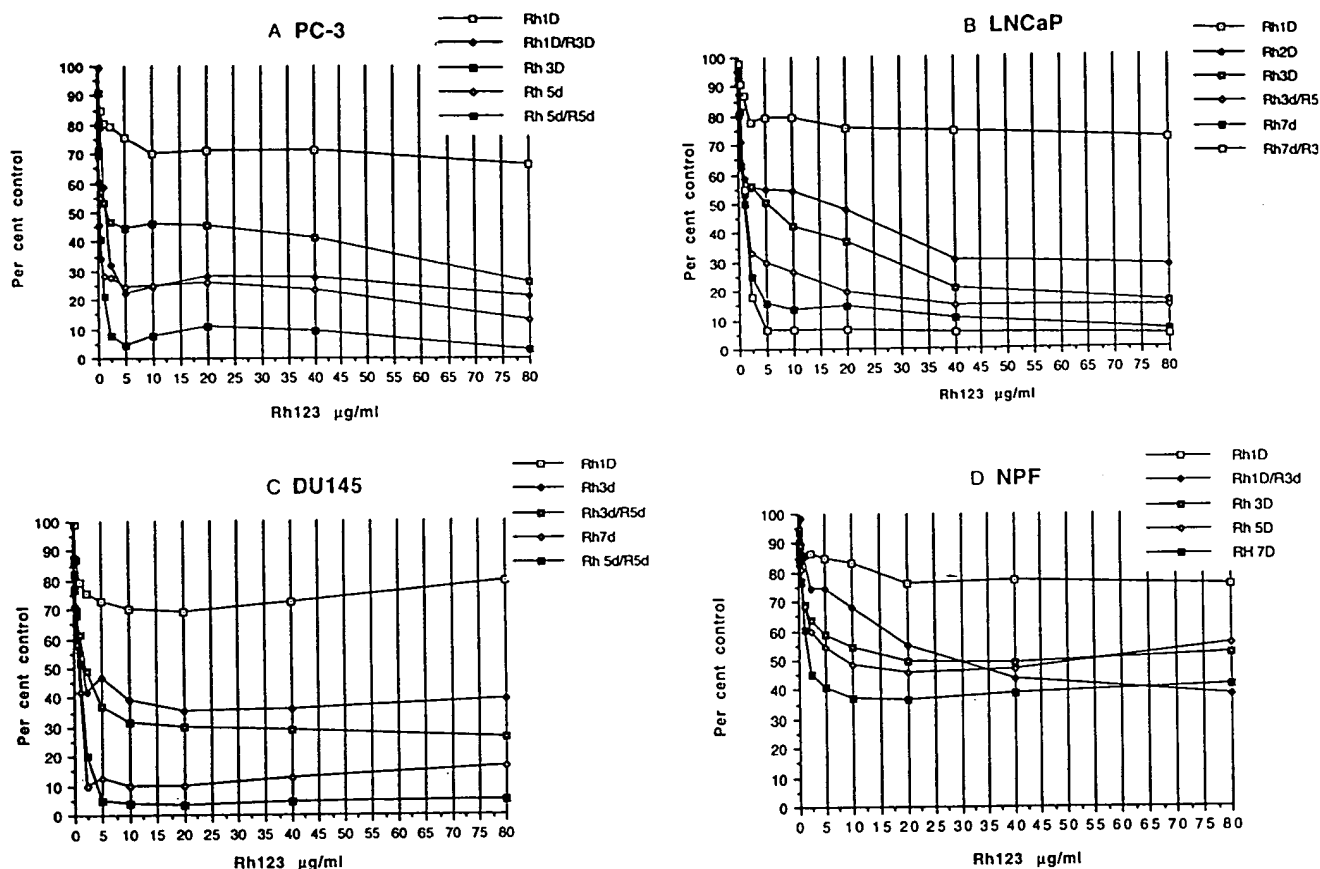 A PC-3
Rh1D
Rh1D/R3D
Rh 3D
Rh 5d
Rh 5d/R5d
Per cent control
100
90
80
70
60
50
40
30
20
10
0
0 5 10 15 20 25 30 35 40 45 50 55 60 65 70 75 80
Rh123 µg/ml
B LNCaP
Rh1D
Rh2D
Rh3D
Rh3d/R5
Rh7d
Rh7d/R3
Per cent control
100
90
80
70
60
50
40
30
20
10
0
0 5 10 15 20 25 30 35 40 45 50 55 60 65 70 75 80
Rh123 µg/ml
C DU145
Rh1D
Rh3d
Rh3d/R5d
Rh7d
Rh 5d/R5d
Per cent control
100
90
80
70
60
50
40
30
20
10
0
0 5 10 15 20 25 30 35 40 45 50 55 60 65 70 75 80
Rh123 µg/ml
D NPF
Rh1D
Rh1D/R3d
Rh 3D
Rh 5D
RH 7D
Per cent control
100
90
80
70
60
50
40
30
20
10
0
0 5 10 15 20 25 30 35 40 45 50 55 60 65 70 75 80
Rh123 µg/ml